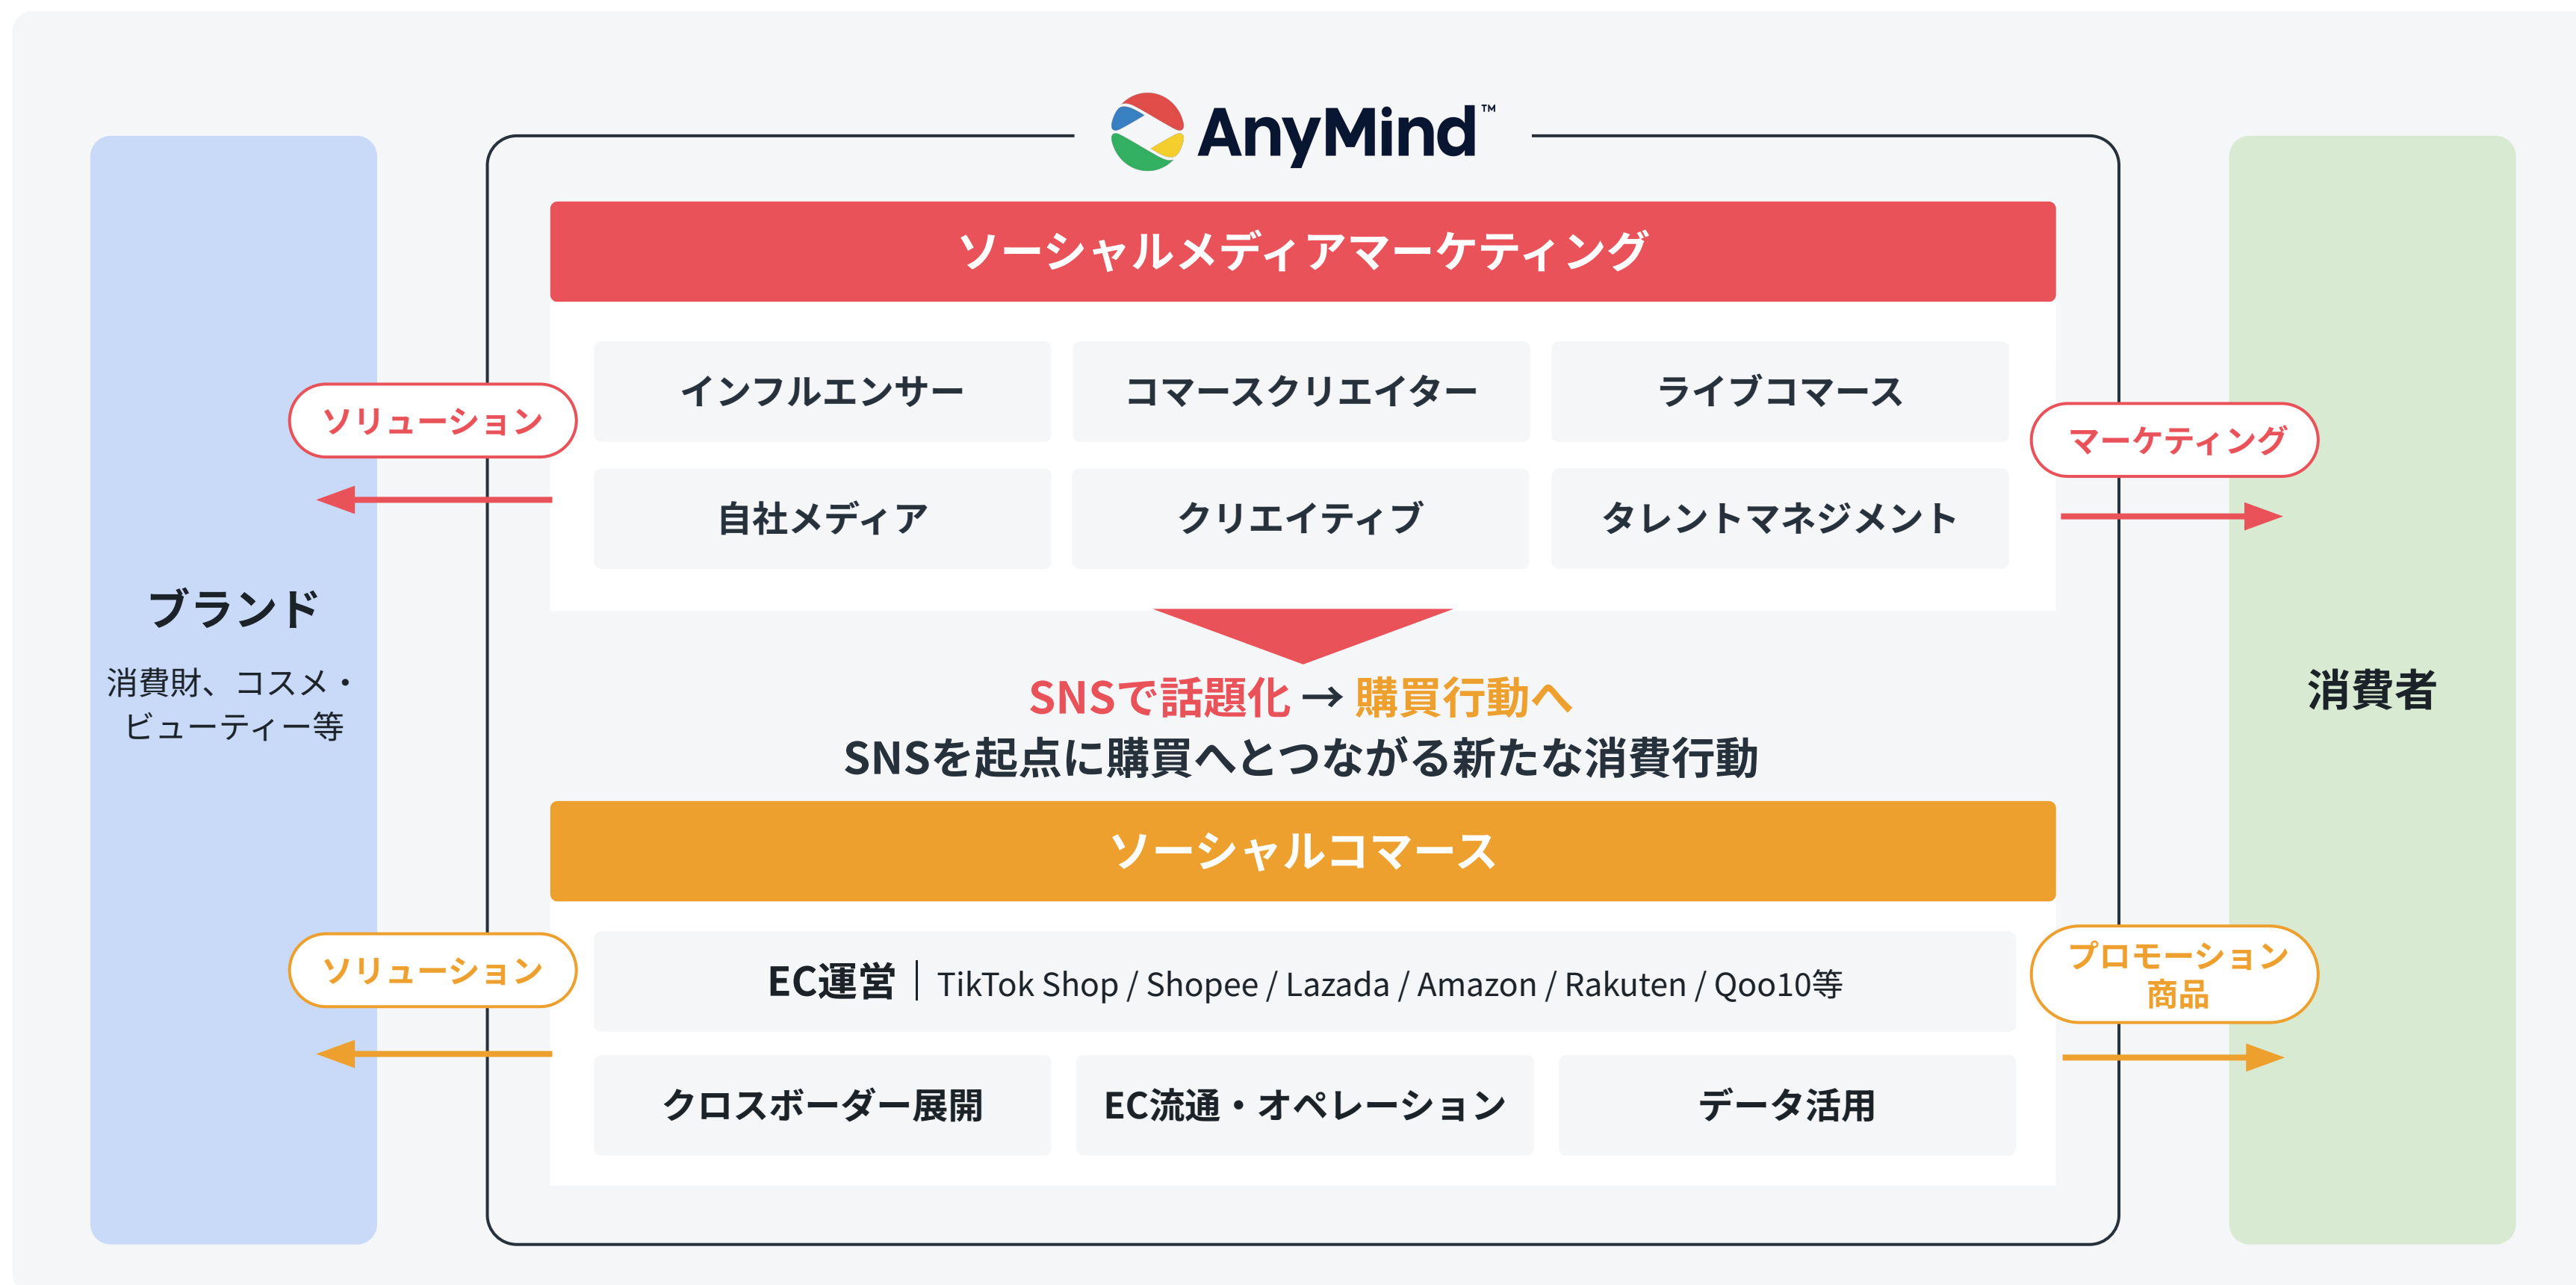 AnyMind™
ソーシャルメディアマーケティング
インフルエンサー
コマースクリエイター
ライブコマース
自社メディア
クリエイティブ
タレントマネジメント
ソリューション
マーケティング
ブランド
消費財、コスメ・
ビューティー等
消費者
SNSで話題化 → 購買行動へ
SNSを起点に購買へとつながる新たな消費行動
ソーシャルコマース
EC運営 | TikTok Shop / Shopee / Lazada / Amazon / Rakuten / Qoo10等
クロスボーダー展開
EC流通・オペレーション
データ活用
ソリューション
プロモーション
商品